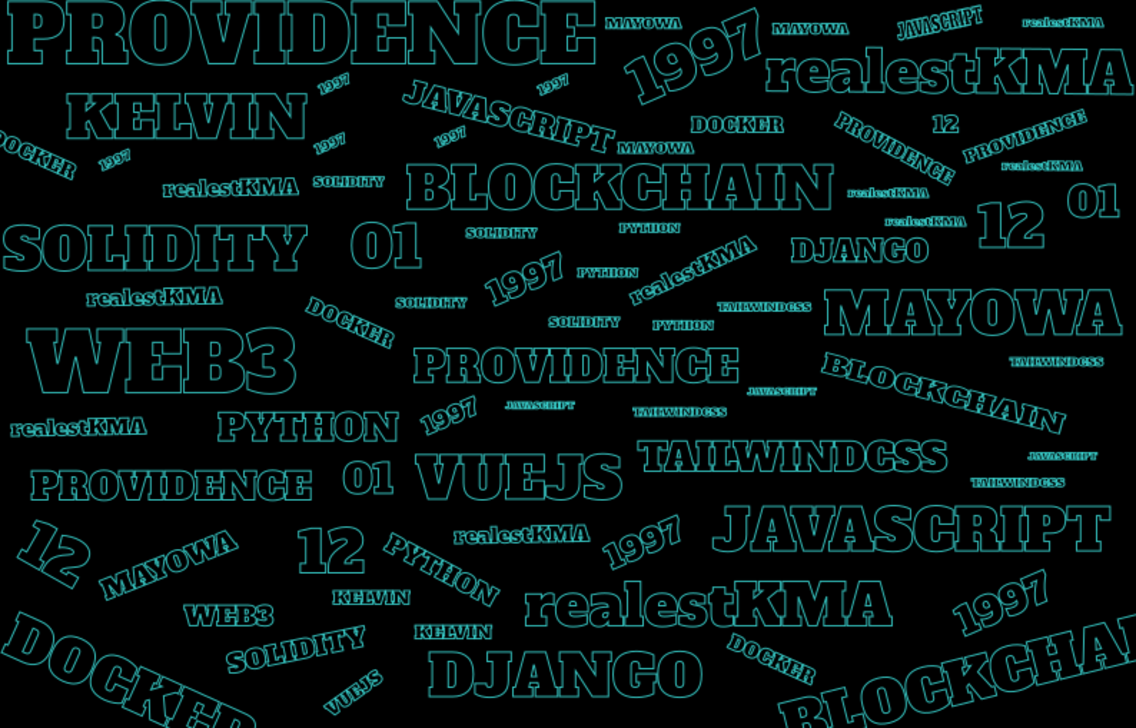 PROVIDENCE
MAYOWA
1997
MAYOWA
JAVASCRIPT
realestKMA
realestKMA
KELVIN
1997
JAVASCRIPT
1997
DOCKER
PROVIDENCE
12
PROVIDENCE
DOCKER
1997
1997
1997
MAYOWA
realestKMA
realestKMA
SOLIDITY
BLOCKCHAIN
realestKMA
12
01
SOLIDITY
01
SOLIDITY
PYTHON
realestKMA
DJANGO
1997
PYTHON
realestKMA
realestKMA
DOCKER
SOLIDITY
SOLIDITY
PYTHON
TAILWINDCSS
MAYOWA
WEB3
PROVIDENCE
JAVASCRIPT
BLOCKCHAIN
TAILWINDCSS
realestKMA
PYTHON
1997
JAVASCRIPT
TAILWINDCSS
PROVIDENCE
01
VUEJS
TAILWINDCSS
JAVASCRIPT
TAILWINDCSS
12
MAYOWA
12
PYTHON
realestKMA
1997
JAVASCRIPT
WEB3
KELVIN
realestKMA
1997
DOCKER
SOLIDITY
KELVIN
VUEJS
DJANGO
DOCKER
BLOCKCHAI